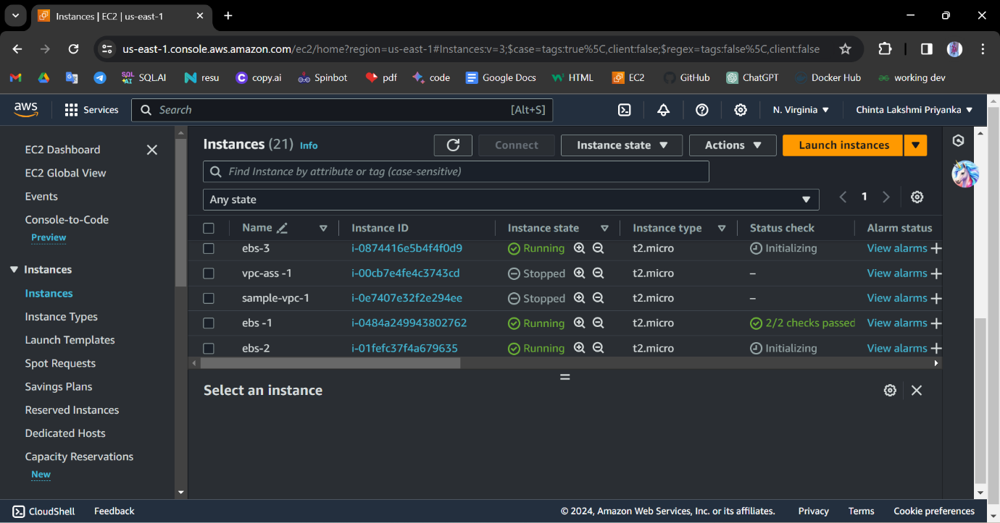 Instances | EC2 | us-east-1
us-east-1.console.aws.amazon.com/ec2/home?region=us-east-1#Instances:v=3;$case=tags:true%5C,client:false;$regex=tags:false%5C,client:false
SQL AI SQL.AI resu copy.ai Spinbot pdf code Google Docs HTML EC2 GitHub ChatGPT Docker Hub working dev
aws Services Search [Alt+S] N. Virginia Chinta Lakshmi Priyanka
EC2 Dashboard
EC2 Global View
Events
Console-to-Code
Preview
Instances
Instances
Instance Types
Launch Templates
Spot Requests
Savings Plans
Reserved Instances
Dedicated Hosts
Capacity Reservations
New
Instances (21) Info Connect Instance state Actions Launch instances
Find Instance by attribute or tag (case-sensitive)
Any state 1
Name Instance ID Instance state Instance type Status check Alarm status
ebs-3 i-0874416e5b4f4f0d9 Running t2.micro Initializing View alarms
vpc-ass -1 i-00cb7e4fe4c3743cd Stopped t2.micro – View alarms
sample-vpc-1 i-0e7407e32f2e294ee Stopped t2.micro – View alarms
ebs -1 i-0484a249943802762 Running t2.micro 2/2 checks passed View alarms
ebs-2 i-01fefc37f4a679635 Running t2.micro Initializing View alarms
Select an instance
CloudShell Feedback © 2024, Amazon Web Services, Inc. or its affiliates. Privacy Terms Cookie preferences